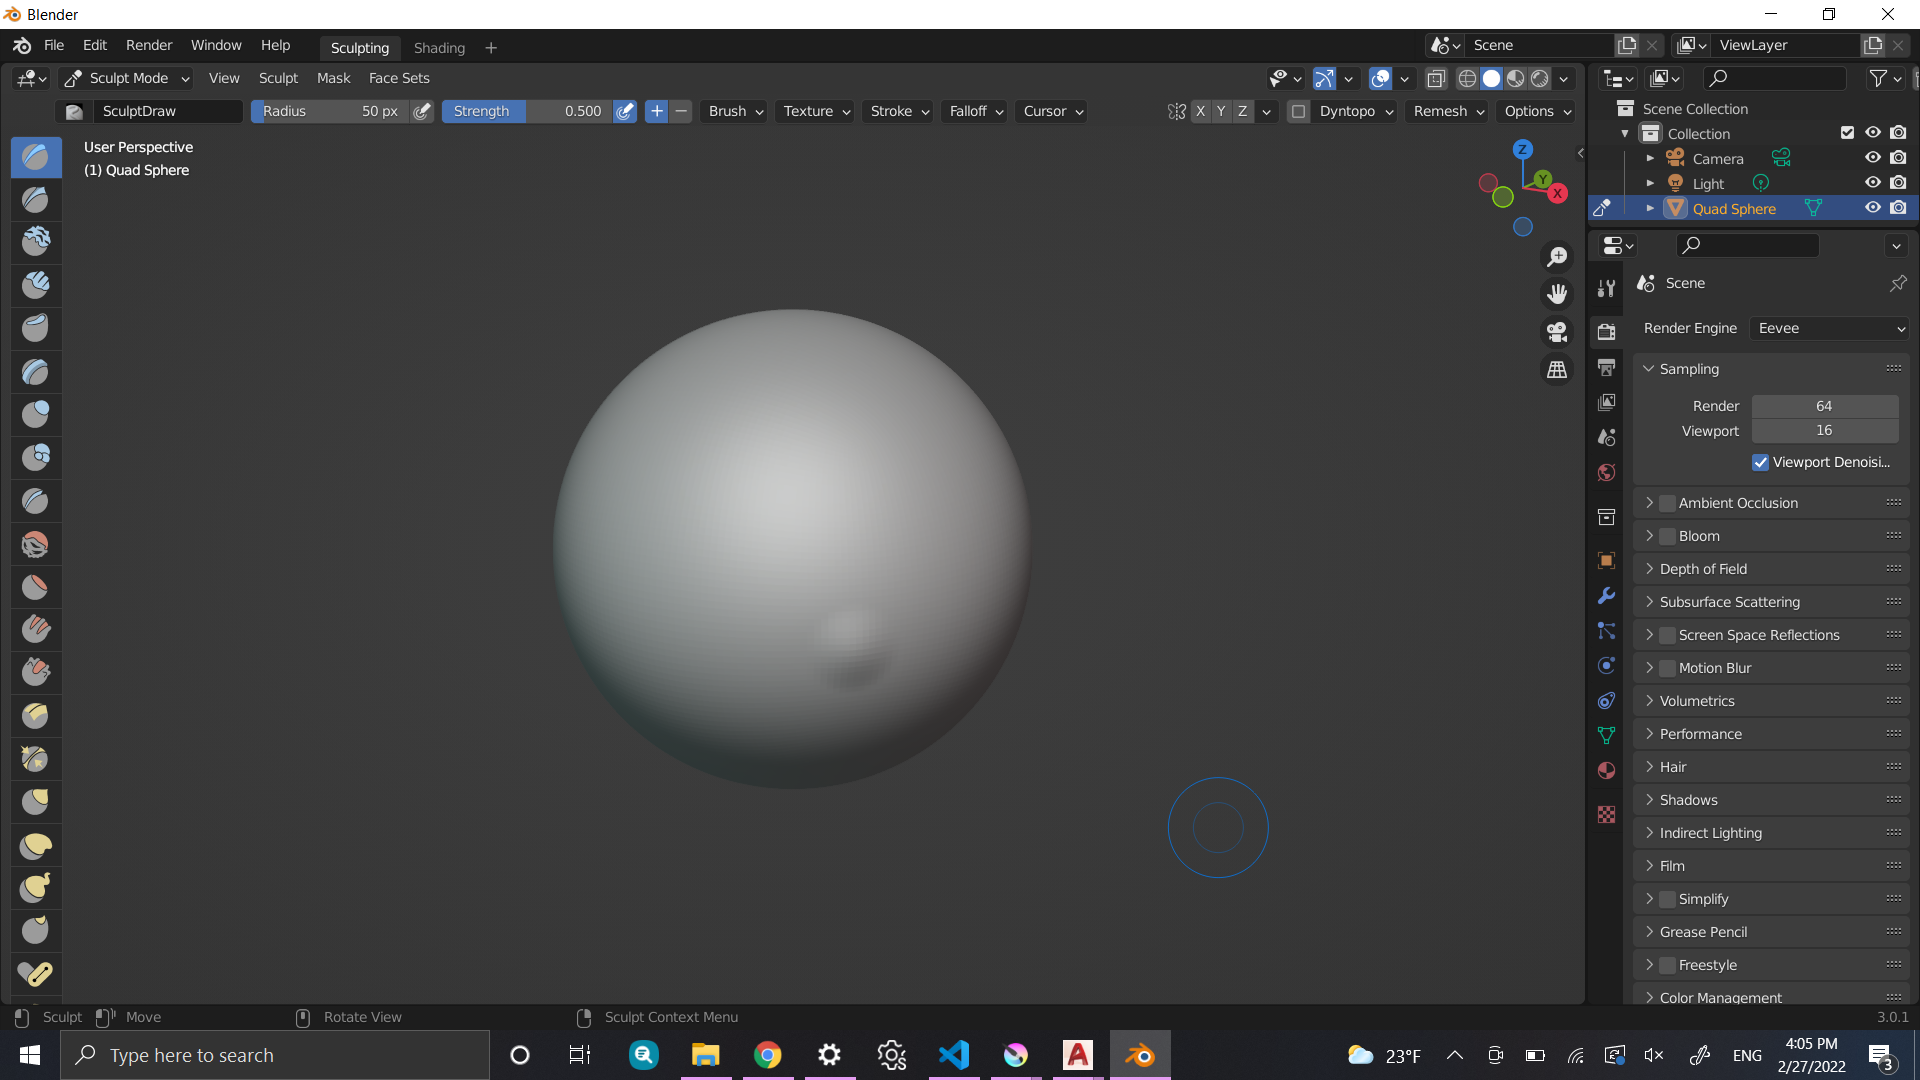 Blender
File Edit Render Window Help Sculpting Shading + Scene ViewLayer
Sculpt Mode View Sculpt Mask Face Sets
SculptDraw Radius 50 px Strength 0.500 + − Brush Texture Stroke Falloff Cursor X Y Z Dyntopo Remesh Options
User Perspective
(1) Quad Sphere
Z
Y
X
Scene Collection
Collection
Camera
Light
Quad Sphere
Scene
Render Engine Eevee
Sampling
Render 64
Viewport 16
Viewport Denoisi...
Ambient Occlusion
Bloom
Depth of Field
Subsurface Scattering
Screen Space Reflections
Motion Blur
Volumetrics
Performance
Hair
Shadows
Indirect Lighting
Film
Simplify
Grease Pencil
Freestyle
Color Management
Sculpt Move Rotate View Sculpt Context Menu 3.0.1
Type here to search
A
23°F
ENG
4:05 PM
2/27/2022
3